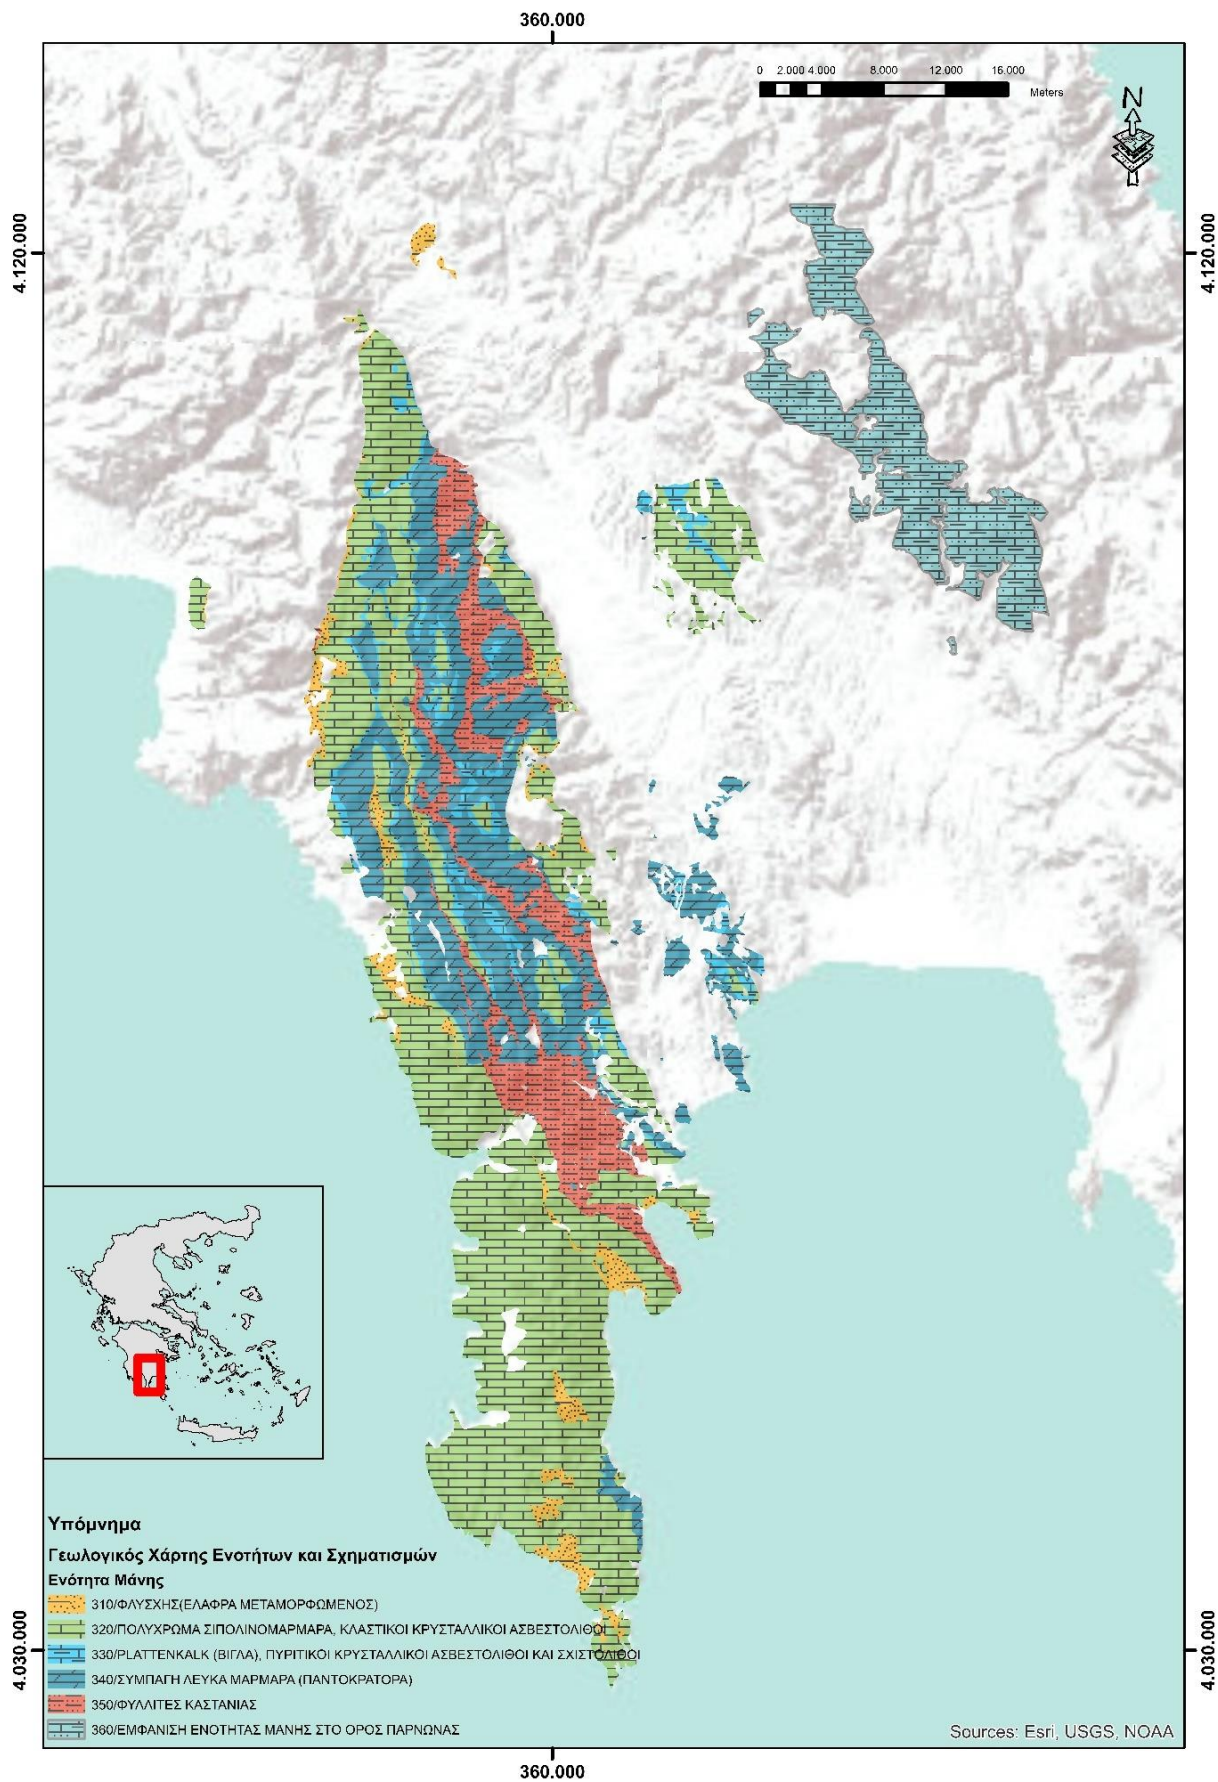 360.000
0 2.000 4.000 8.000 12.000 16.000
Meters
N
4.120.000
4.120.000
Υπόμνημα
Γεωλογικός Χάρτης Ενοτήτων και Σχηματισμών
Ενότητα Μάνης
310/ΦΛΥΣΧΗΣ(ΕΛΑΦΡΑ ΜΕΤΑΜΟΡΦΩΜΕΝΟΣ)
320/ΠΟΛΥΧΡΩΜΑ ΣΙΠΟΛΙΝΟΜΑΡΜΑΡΑ, ΚΛΑΣΤΙΚΟΙ ΚΡΥΣΤΑΛΛΙΚΟΙ ΑΣΒΕΣΤΟΛΙΘΟΙ
330/PLATTENKALK (ΒΙΓΛΑ), ΠΥΡΙΤΙΚΟΙ ΚΡΥΣΤΑΛΛΙΚΟΙ ΑΣΒΕΣΤΟΛΙΘΟΙ ΚΑΙ ΣΧΙΣΤΟΛΙΘΟΙ
340/ΣΥΜΠΑΓΗ ΛΕΥΚΑ ΜΑΡΜΑΡΑ (ΠΑΝΤΟΚΡΑΤΟΡΑ)
350/ΦΥΛΛΙΤΕΣ ΚΑΣΤΑΝΙΑΣ
360/ΕΜΦΑΝΙΣΗ ΕΝΟΤΗΤΑΣ ΜΑΝΗΣ ΣΤΟ ΟΡΟΣ ΠΑΡΝΩΝΑΣ
4.030.000
4.030.000
Sources: Esri, USGS, NOAA
360.000